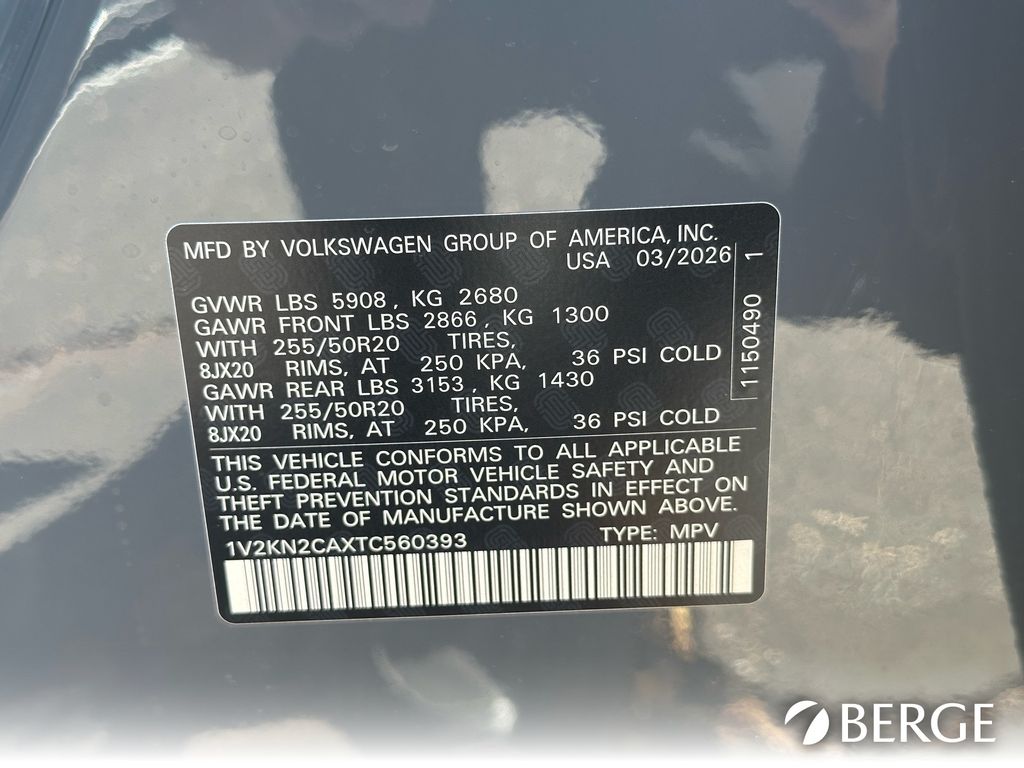 MFD BY VOLKSWAGEN GROUP OF AMERICA, INC.
USA 03/2026
GVWR LBS 5908, KG 2680
GAWR FRONT LBS 2866, KG 1300
WITH 255/50R20 TIRES,
8JX20 RIMS, AT 250 KPA, 36 PSI COLD
GAWR REAR LBS 3153, KG 1430
WITH 255/50R20 TIRES,
8JX20 RIMS, AT 250 KPA, 36 PSI COLD
1150490 1
THIS VEHICLE CONFORMS TO ALL APPLICABLE
U.S. FEDERAL MOTOR VEHICLE SAFETY AND
THEFT PREVENTION STANDARDS IN EFFECT ON
THE DATE OF MANUFACTURE SHOWN ABOVE.
1V2KN2CAXTC560393 TYPE: MPV
BERGE